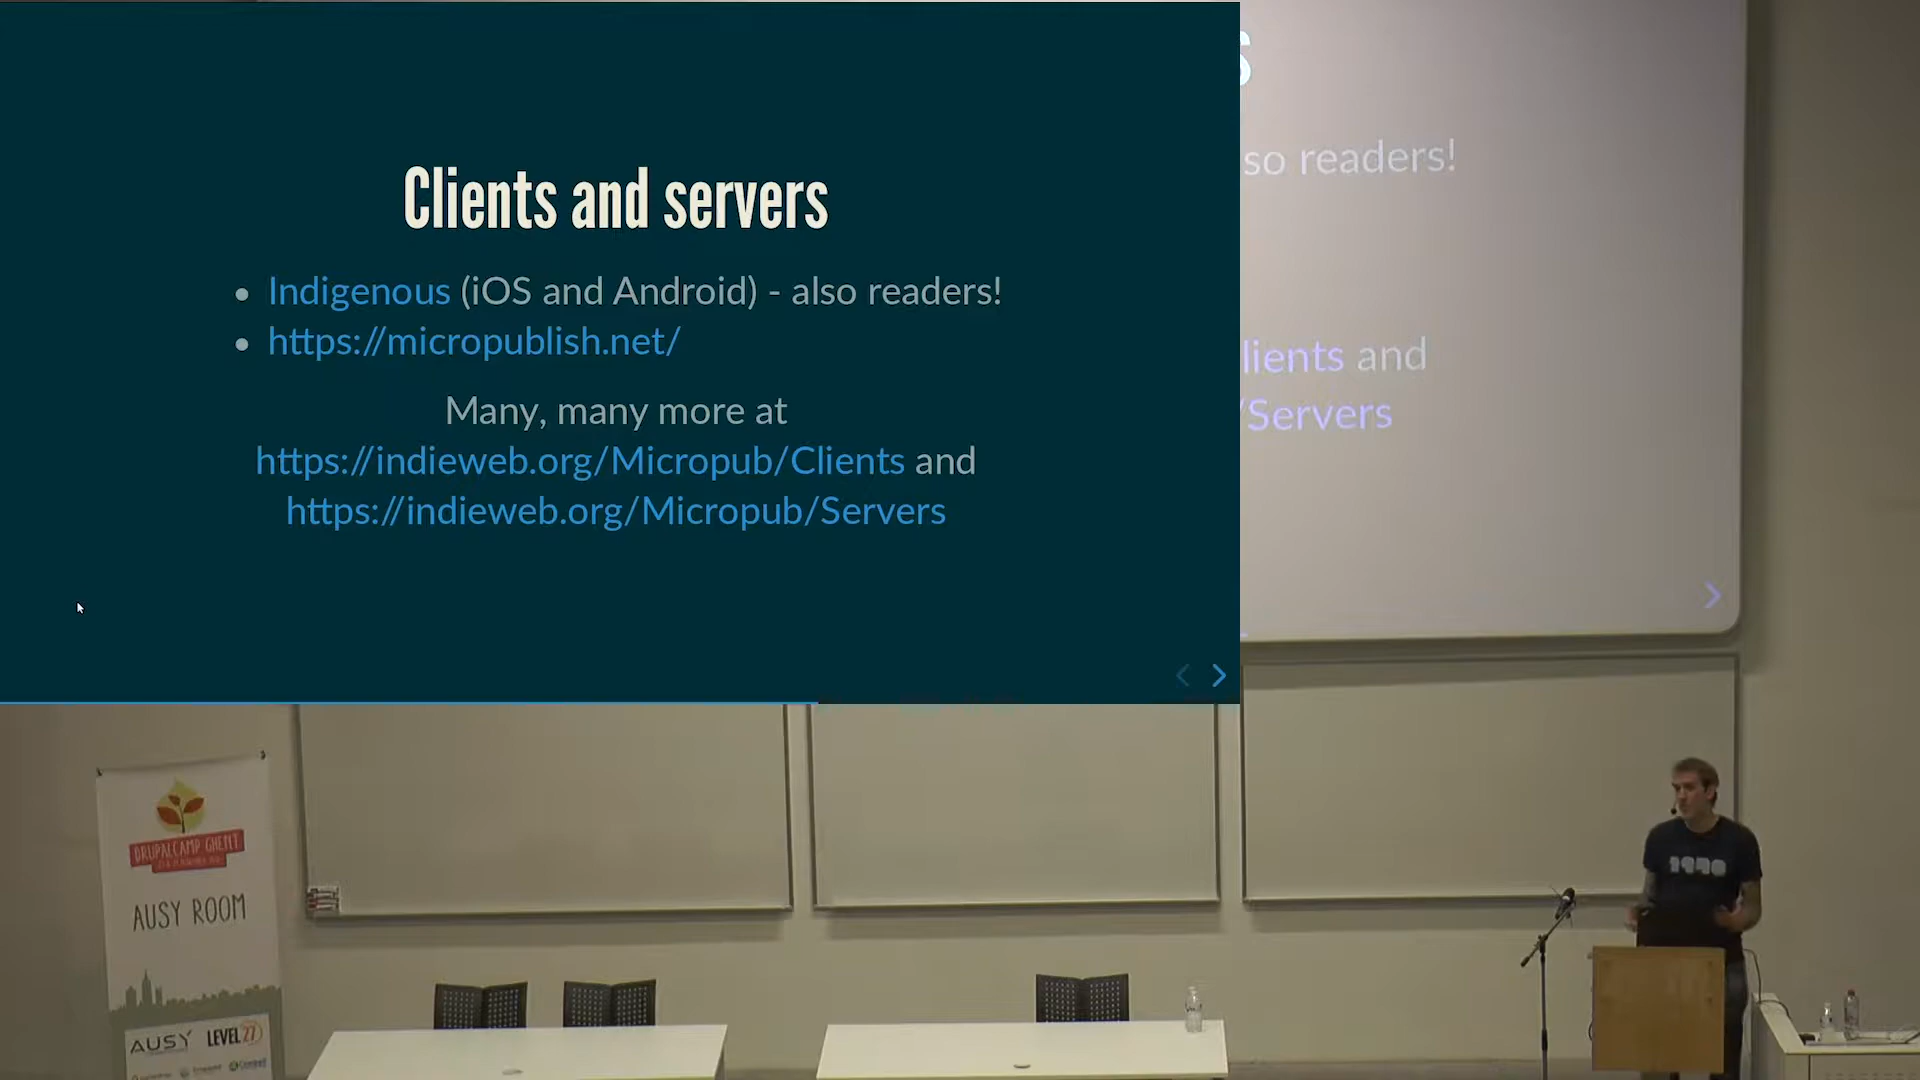 Clients and servers
Indigenous (iOS and Android) - also readers!
https://micropublish.net/
Many, many more at
https://indieweb.org/Micropub/Clients and
https://indieweb.org/Micropub/Servers
s
so readers!
lients and
/Servers
DRUPALCAMP GHENT
AUSY ROOM
AUSY LEVEL27